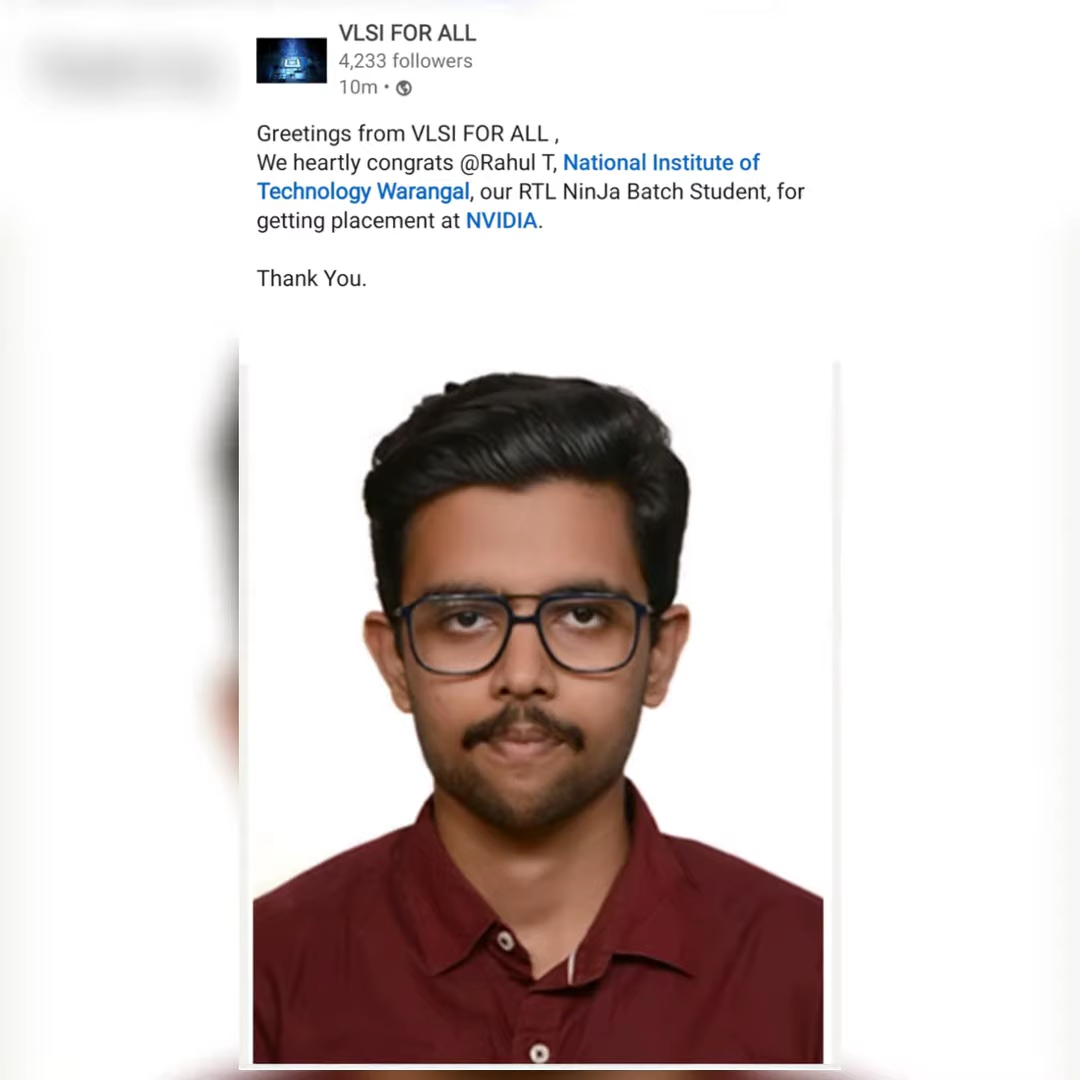 VLSI FOR ALL
4,233 followers
10m •
Greetings from VLSI FOR ALL ,
We heartly congrats @Rahul T, National Institute of
Technology Warangal, our RTL NinJa Batch Student, for
getting placement at NVIDIA.
Thank You.